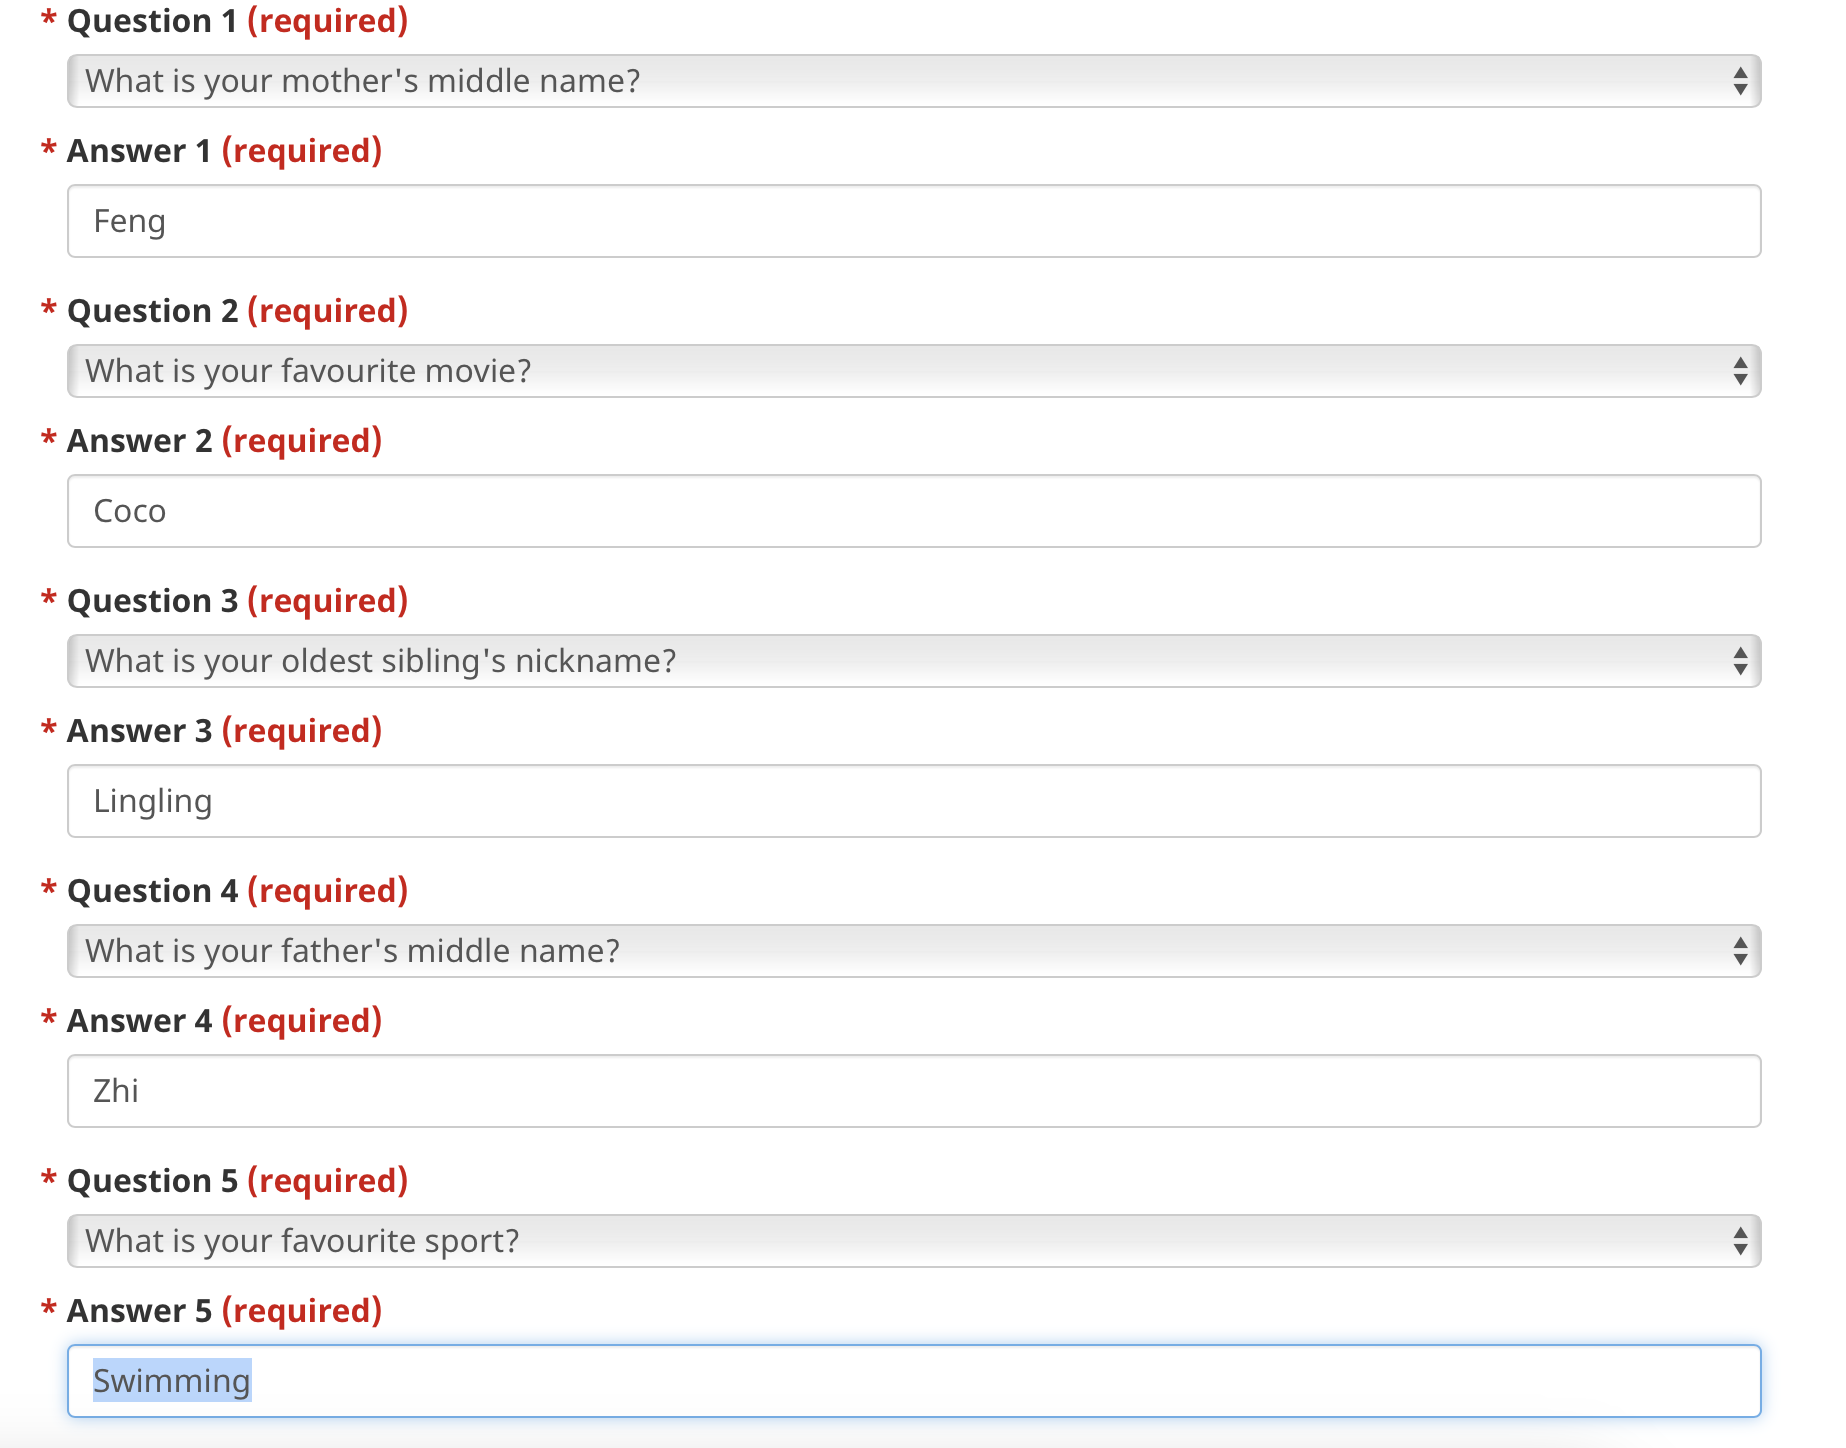 * Question 1 (required)
What is your mother's middle name?
* Answer 1 (required)
Feng
* Question 2 (required)
What is your favourite movie?
* Answer 2 (required)
Coco
* Question 3 (required)
What is your oldest sibling's nickname?
* Answer 3 (required)
Lingling
* Question 4 (required)
What is your father's middle name?
* Answer 4 (required)
Zhi
* Question 5 (required)
What is your favourite sport?
* Answer 5 (required)
Swimming